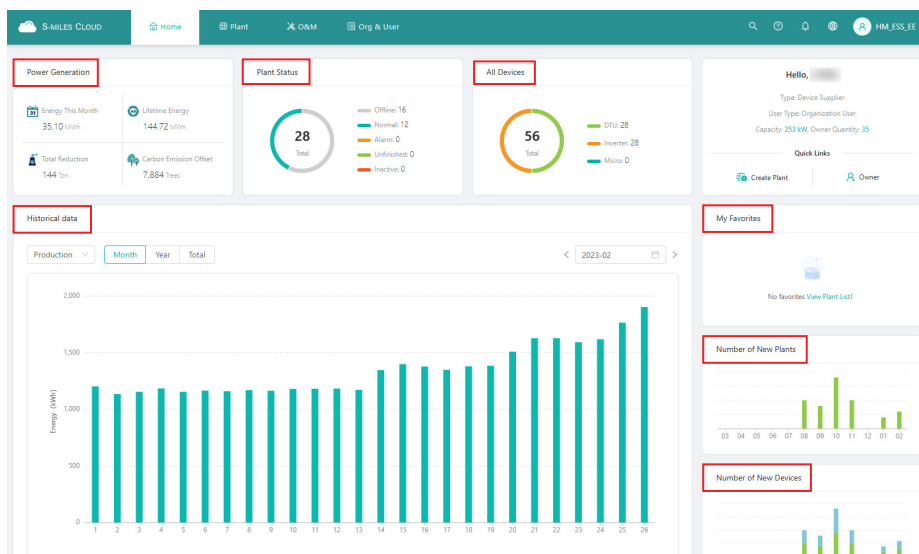 S-MILES CLOUD
Home
Plant
O&M
Org & User
HM_ESS_EE
Power Generation
Energy This Month
35.10 MWh
Lifetime Energy
144.72 MWh
Total Reduction
144 Ton
Carbon Emission Offset
7,884 Trees
Plant Status
28
Total
Offline: 16
Normal: 12
Alarm: 0
Unfinished: 0
Inactive: 0
All Devices
56
Total
DTU: 28
Inverter: 28
Micro: 0
Hello,
Type: Device Supplier
User Type: Organization User
Capacity: 253 kW, Owner Quantity: 35
Quick Links
Create Plant
Owner
Historical data
Production
Month
Year
Total
< 2023-02 >
Energy (kWh)
2,000
1,500
1,000
500
0
1 2 3 4 5 6 7 8 9 10 11 12 13 14 15 16 17 18 19 20 21 22 23 24 25 26
My Favorites
No favorites View Plant List!
Number of New Plants
03 04 05 06 07 08 09 10 11 12 01 02
Number of New Devices